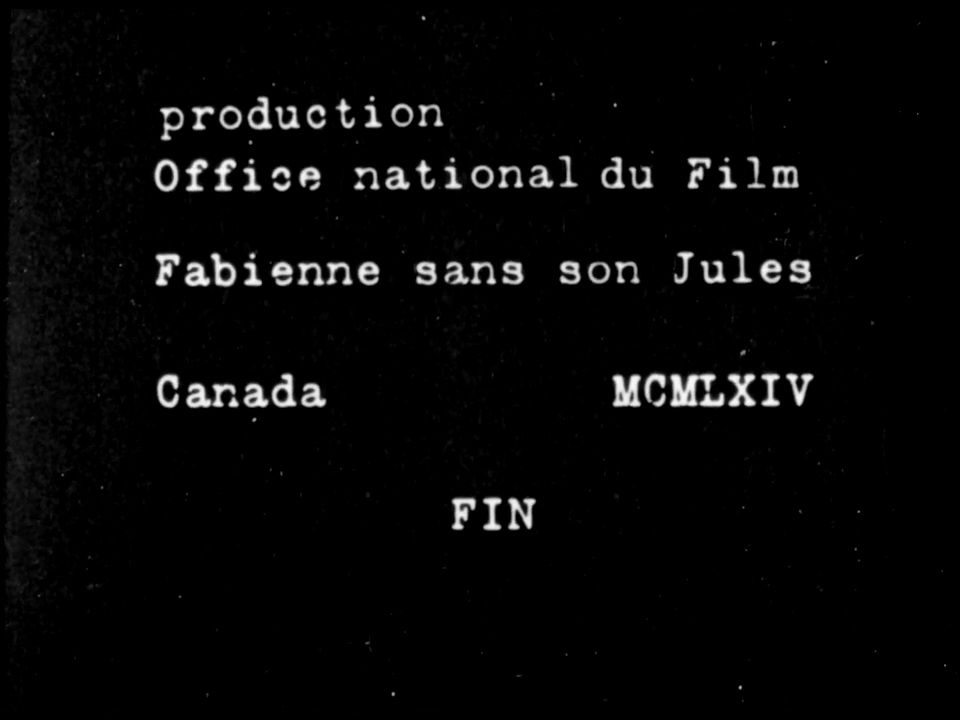 production
Office national du Film
Fabienne sans son Jules
Canada MCMLXIV
FIN